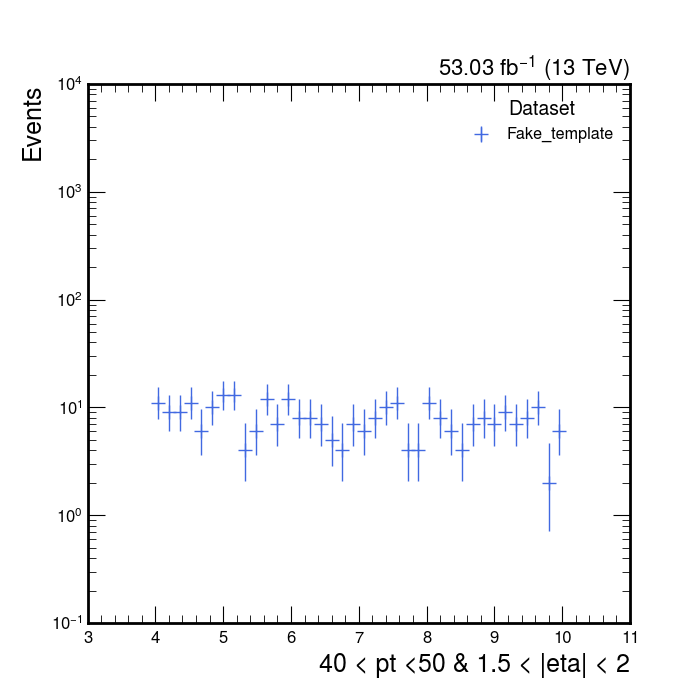 53.03 fb⁻¹ (13 TeV)
Events
Dataset
Fake_template
10⁴
10³
10²
10¹
10⁰
10⁻¹
3 4 5 6 7 8 9 10 11
40 < pt <50 & 1.5 < |eta| < 2